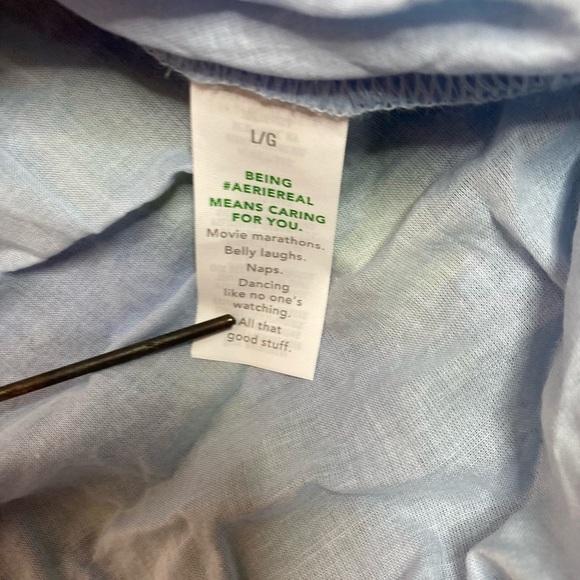 L/G
BEING
#AERIEREAL
MEANS CARING
FOR YOU.
Movie marathons.
Belly laughs.
Naps.
Dancing
like no one's
watching.
All that
good stuff.